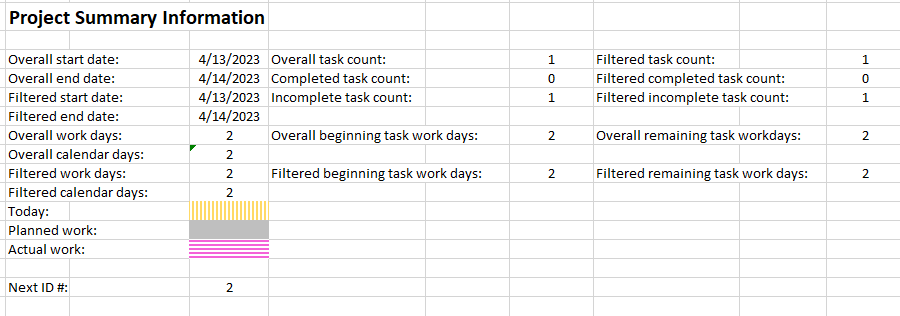 Project Summary Information
Overall start date: 4/13/2023 Overall task count: 1 Filtered task count: 1
Overall end date: 4/14/2023 Completed task count: 0 Filtered completed task count: 0
Filtered start date: 4/13/2023 Incomplete task count: 1 Filtered incomplete task count: 1
Filtered end date: 4/14/2023
Overall work days: 2 Overall beginning task work days: 2 Overall remaining task workdays: 2
Overall calendar days: 2
Filtered work days: 2 Filtered beginning task work days: 2 Filtered remaining task work days: 2
Filtered calendar days: 2
Today:
Planned work:
Actual work:
Next ID #: 2